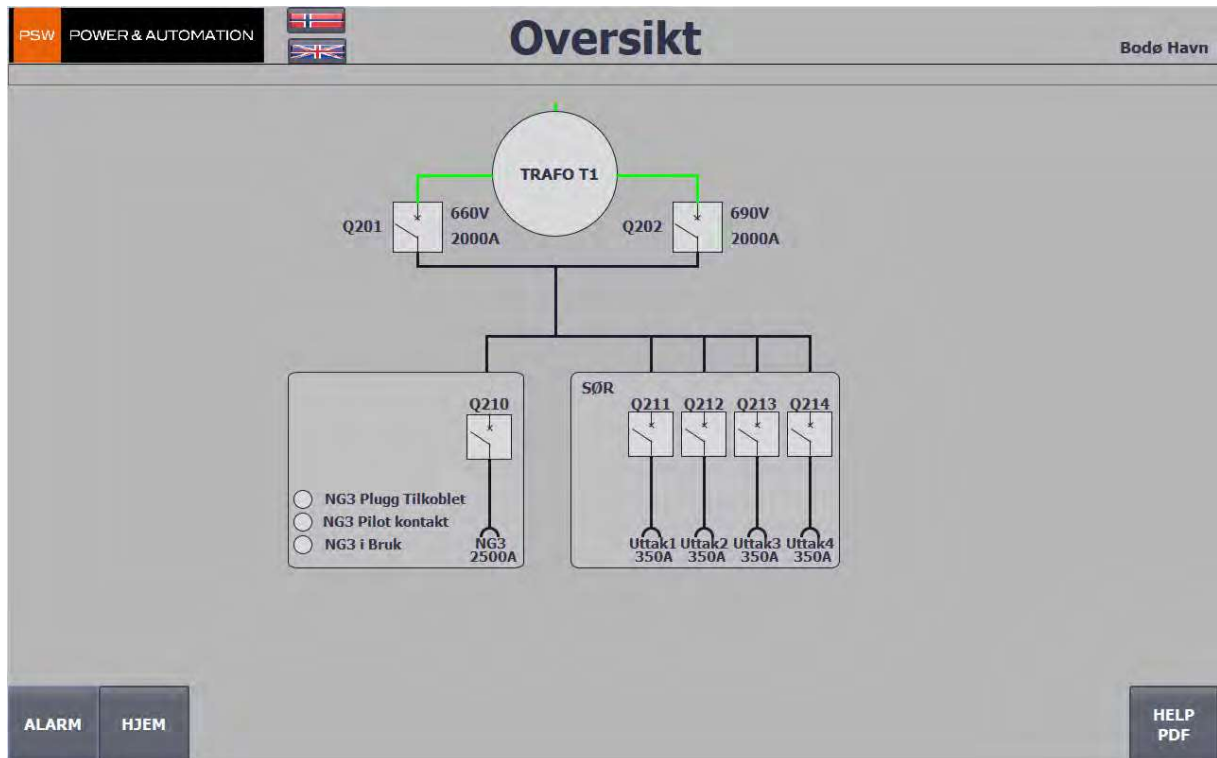 PSW POWER & AUTOMATION
Oversikt
Bodø Havn
TRAFO T1
Q201
660V
2000A
Q202
690V
2000A
Q210
NG3 Plugg Tilkoblet
NG3 Pilot kontakt
NG3 i Bruk
NG3
2500A
SØR
Q211 Q212 Q213 Q214
Uttak1 Uttak2 Uttak3 Uttak4
350A 350A 350A 350A
ALARM
HJEM
HELP
PDF